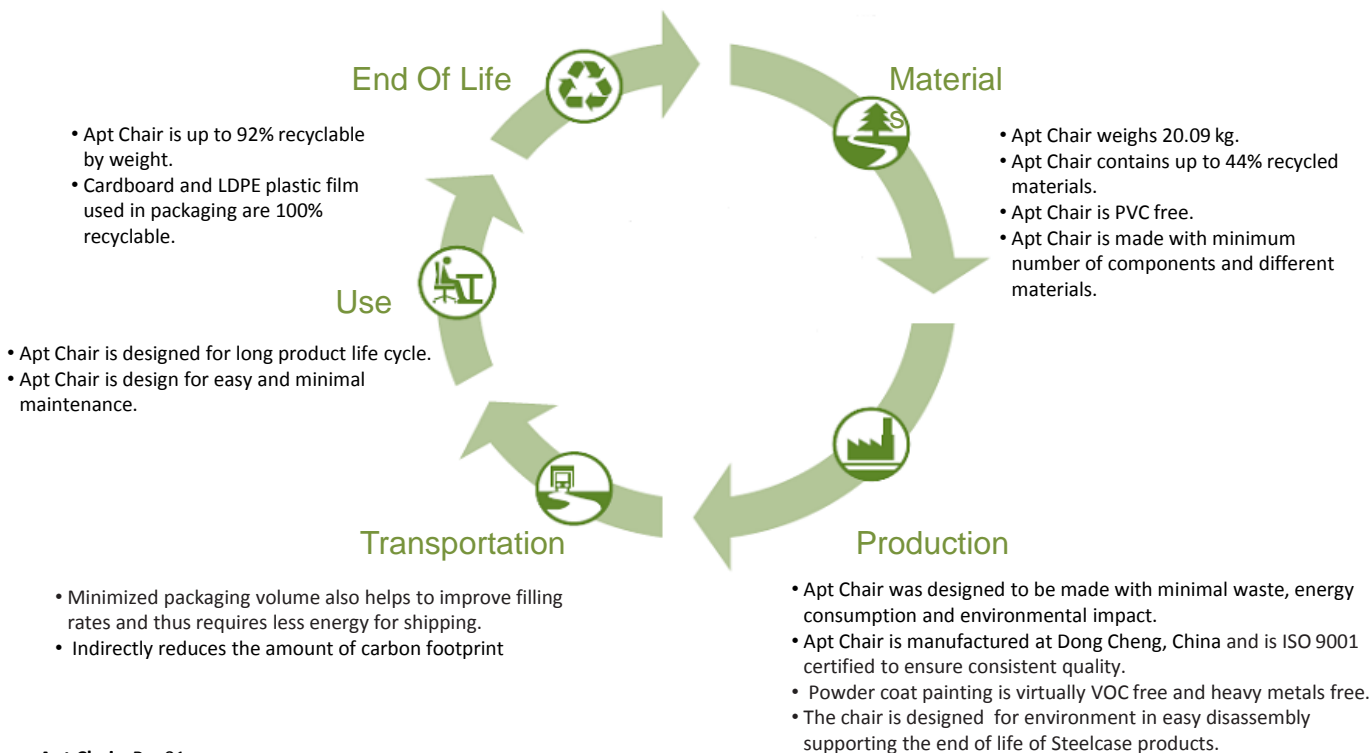 End Of Life
• Apt Chair is up to 92% recyclable
by weight.
• Cardboard and LDPE plastic film
used in packaging are 100%
recyclable.
Material
S
• Apt Chair weighs 20.09 kg.
• Apt Chair contains up to 44% recycled
materials.
• Apt Chair is PVC free.
• Apt Chair is made with minimum
number of components and different
materials.
Use
• Apt Chair is designed for long product life cycle.
• Apt Chair is design for easy and minimal
maintenance.
Transportation
• Minimized packaging volume also helps to improve filling
rates and thus requires less energy for shipping.
• Indirectly reduces the amount of carbon footprint
Production
• Apt Chair was designed to be made with minimal waste, energy
consumption and environmental impact.
• Apt Chair is manufactured at Dong Cheng, China and is ISO 9001
certified to ensure consistent quality.
• Powder coat painting is virtually VOC free and heavy metals free.
• The chair is designed for environment in easy disassembly
supporting the end of life of Steelcase products.